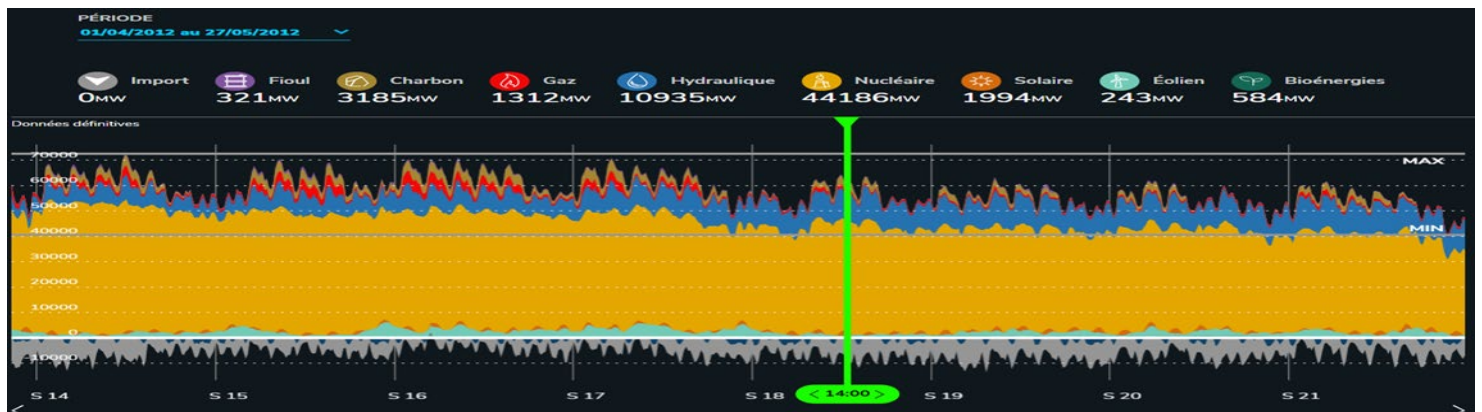 PÉRIODE
01/04/2012 au 27/05/2012
Import Fioul Charbon Gaz Hydraulique Nucléaire Solaire Éolien Bioénergies
0MW 321MW 3185MW 1312MW 10935MW 44186MW 1994MW 243MW 584MW
Données définitives
70000
MAX
60000
50000
40000
MIN
30000
20000
10000
0
-10000
S 14 S 15 S 16 S 17 S 18 < 14:00 > S 19 S 20 S 21